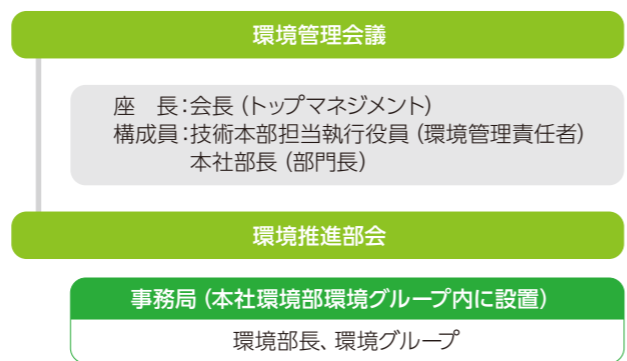 環境管理会議
座　長：会長（トップマネジメント）
構成員：技術本部担当執行役員（環境管理責任者）
本社部長（部門長）
環境推進部会
事務局（本社環境部環境グループ内に設置）
環境部長、環境グループ